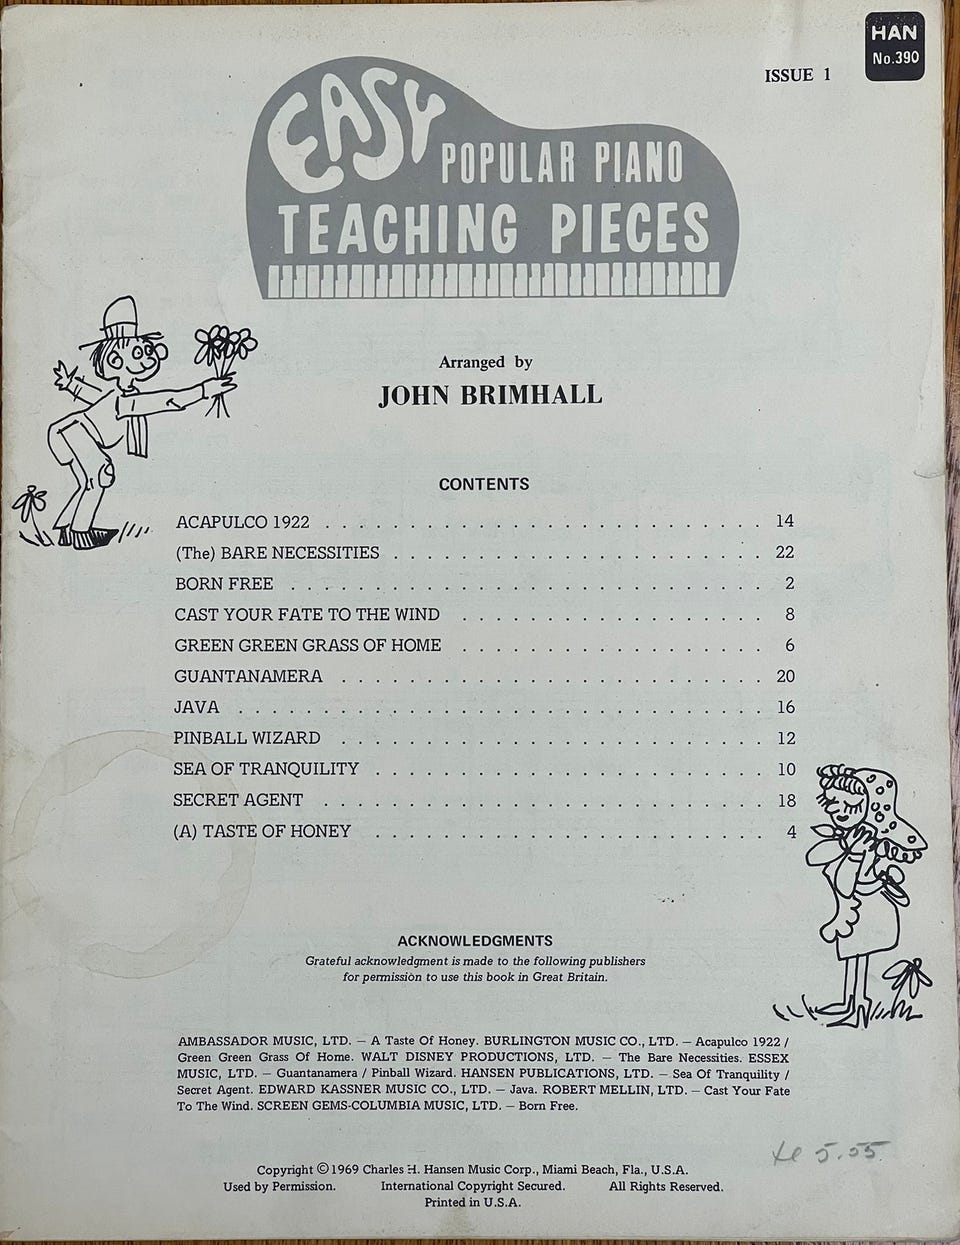 HAN
No.390
ISSUE 1
EASY
POPULAR PIANO
TEACHING PIECES
Arranged by
JOHN BRIMHALL
CONTENTS
ACAPULCO 1922 . . . . . . . . . . . . . . . . . . . . . . . . . . 14
(The) BARE NECESSITIES . . . . . . . . . . . . . . . . . . . . . . 22
BORN FREE . . . . . . . . . . . . . . . . . . . . . . . . . . . . 2
CAST YOUR FATE TO THE WIND . . . . . . . . . . . . . . . . . . 8
GREEN GREEN GRASS OF HOME . . . . . . . . . . . . . . . . . . 6
GUANTANAMERA . . . . . . . . . . . . . . . . . . . . . . . . . 20
JAVA . . . . . . . . . . . . . . . . . . . . . . . . . . . . . . . 16
PINBALL WIZARD . . . . . . . . . . . . . . . . . . . . . . . . . 12
SEA OF TRANQUILITY . . . . . . . . . . . . . . . . . . . . . . . 10
SECRET AGENT . . . . . . . . . . . . . . . . . . . . . . . . . . 18
(A) TASTE OF HONEY . . . . . . . . . . . . . . . . . . . . . . . 4
ACKNOWLEDGMENTS
Grateful acknowledgment is made to the following publishers
for permission to use this book in Great Britain.
AMBASSADOR MUSIC, LTD. — A Taste Of Honey. BURLINGTON MUSIC CO., LTD. — Acapulco 1922 /
Green Green Grass Of Home. WALT DISNEY PRODUCTIONS, LTD. — The Bare Necessities. ESSEX
MUSIC, LTD. — Guantanamera / Pinball Wizard. HANSEN PUBLICATIONS, LTD. — Sea Of Tranquility /
Secret Agent. EDWARD KASSNER MUSIC CO., LTD. — Java. ROBERT MELLIN, LTD. — Cast Your Fate
To The Wind. SCREEN GEMS-COLUMBIA MUSIC, LTD. — Born Free.
5.55
Copyright © 1969 Charles H. Hansen Music Corp., Miami Beach, Fla., U.S.A.
Used by Permission. International Copyright Secured. All Rights Reserved.
Printed in U.S.A.